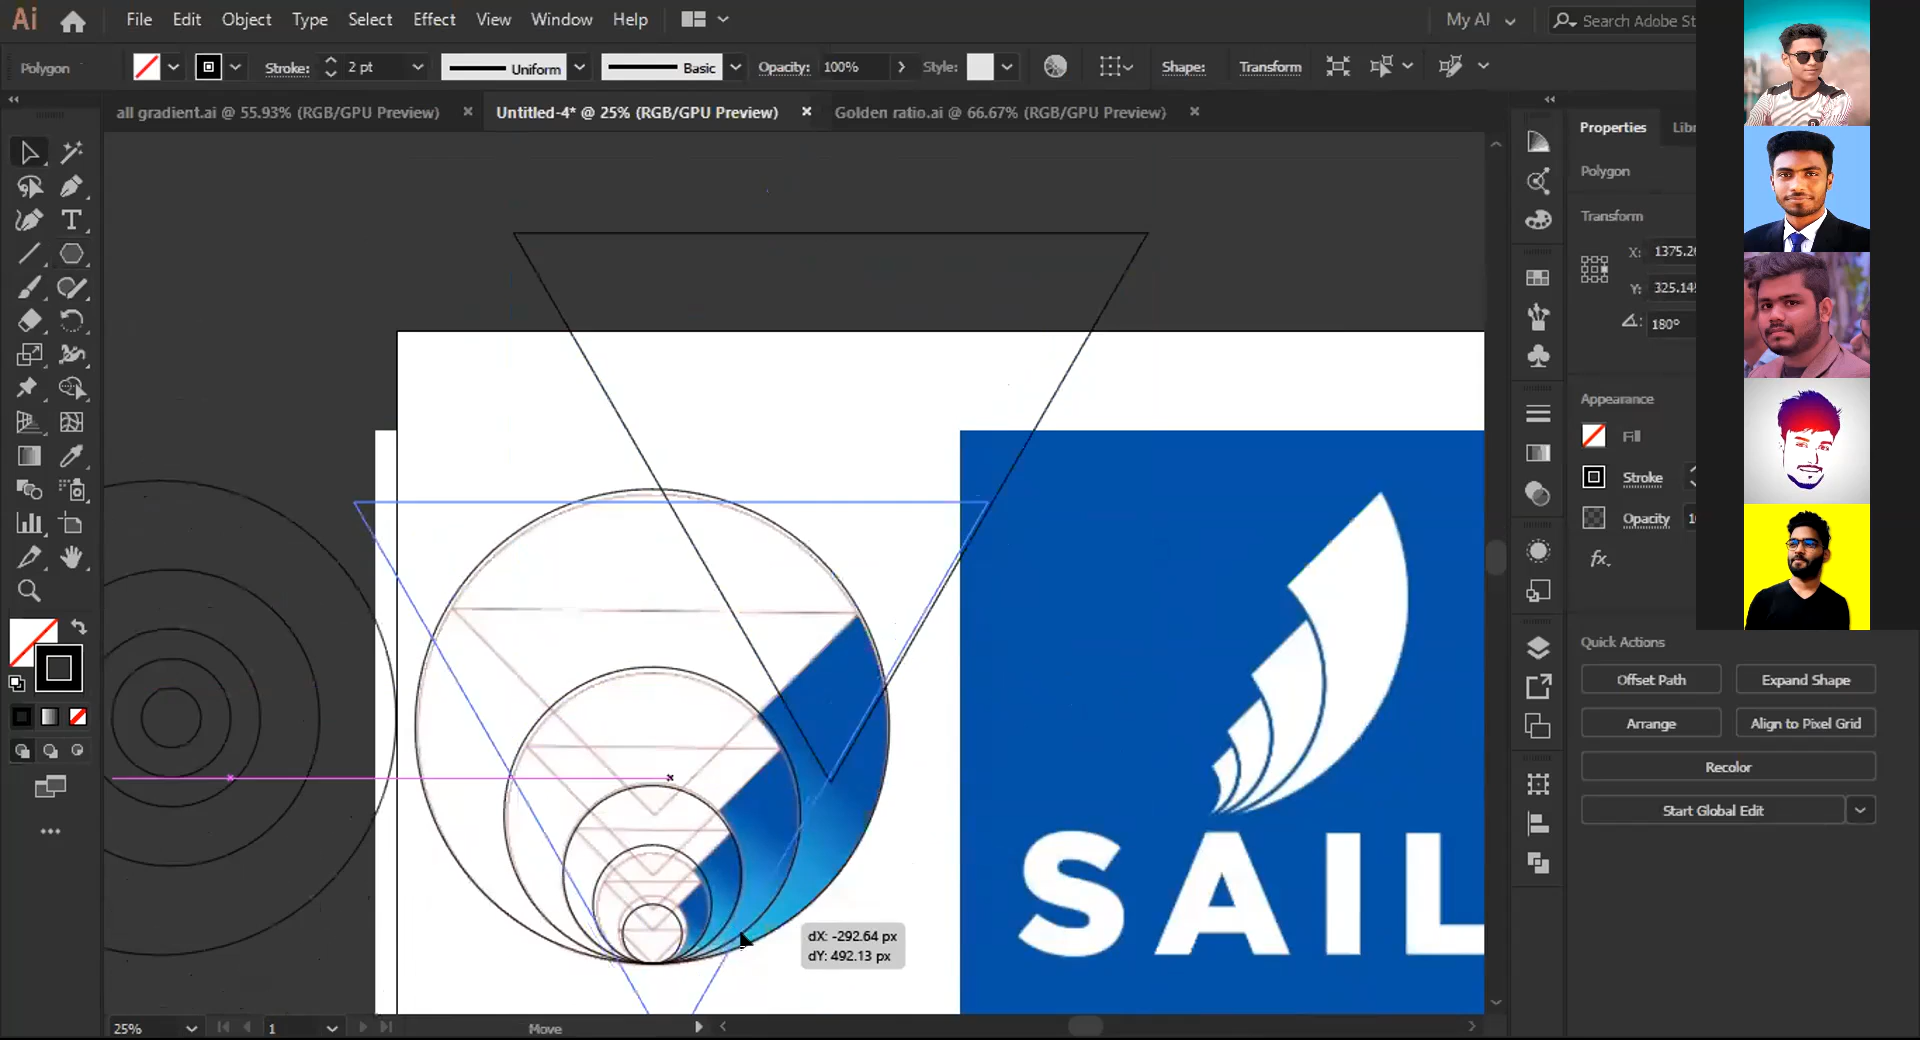 Ai File Edit Object Type Select Effect View Window Help My AI Search Adobe St
Polygon Stroke: 2 pt Uniform Basic Opacity: 100% Style: Shape: Transform
all gradient.ai @ 55.93% (RGB/GPU Preview) × Untitled-4* @ 25% (RGB/GPU Preview) × Golden ratio.ai @ 66.67% (RGB/GPU Preview) ×
Properties
Polygon
Transform
X: 1375.2
Y: 325.14
180°
Appearance
Fill
Stroke
Opacity
fx.
Quick Actions
Offset Path Expand Shape
Arrange Align to Pixel Grid
Recolor
Start Global Edit
SAIL
dX: -292.64 px
dY: 492.13 px
25% 1 Move